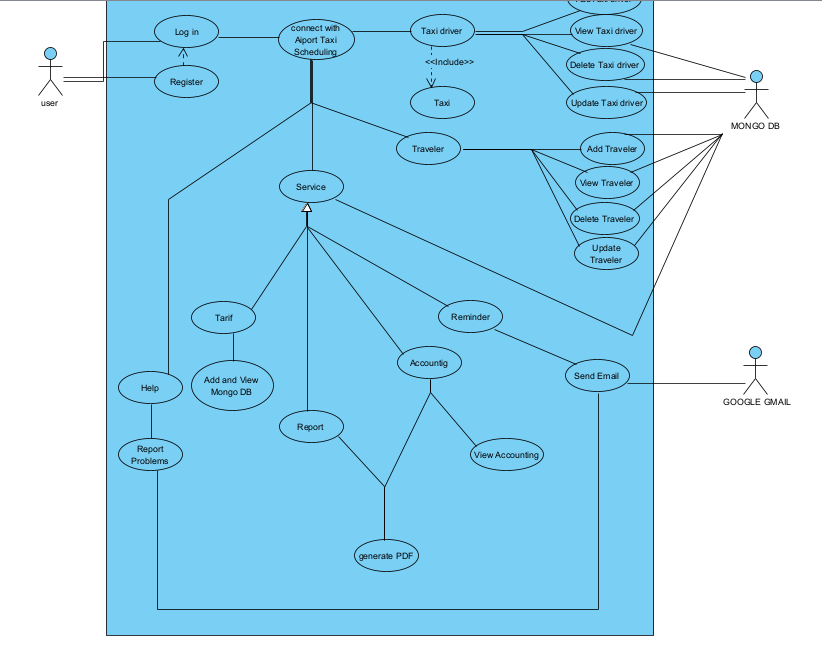 Log in
connect with
Aiport Taxi
Scheduling
Taxi driver
View Taxi driver
<<Include>>
Delete Taxi driver
user
Register
Taxi
Update Taxi driver
MONGO DB
Traveler
Add Traveler
Service
View Traveler
Delete Traveler
Update
Traveler
Tarif
Reminder
Accountig
Send Email
Help
Add and View
Mongo DB
GOOGLE GMAIL
Report
Report
Problems
View Accounting
generate PDF